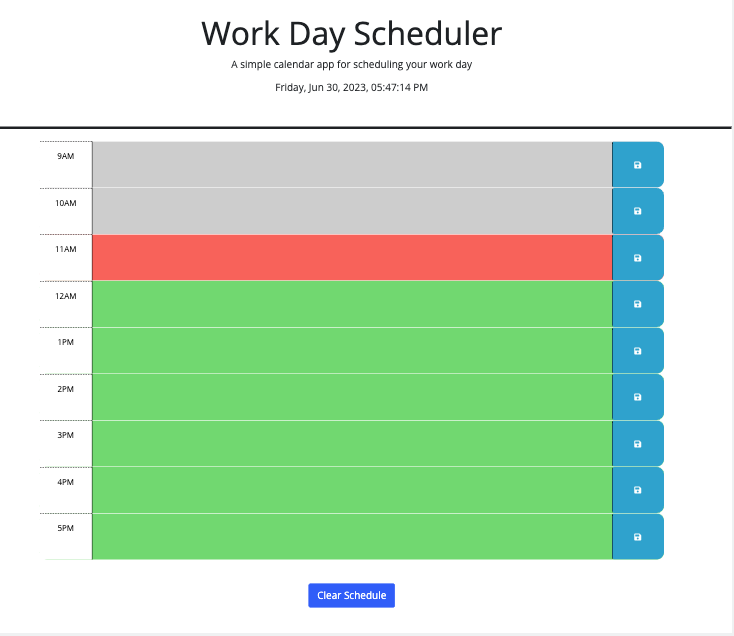 Work Day Scheduler
A simple calendar app for scheduling your work day
Friday, Jun 30, 2023, 05:47:14 PM
9AM
10AM
11AM
12AM
1PM
2PM
3PM
4PM
5PM
Clear Schedule